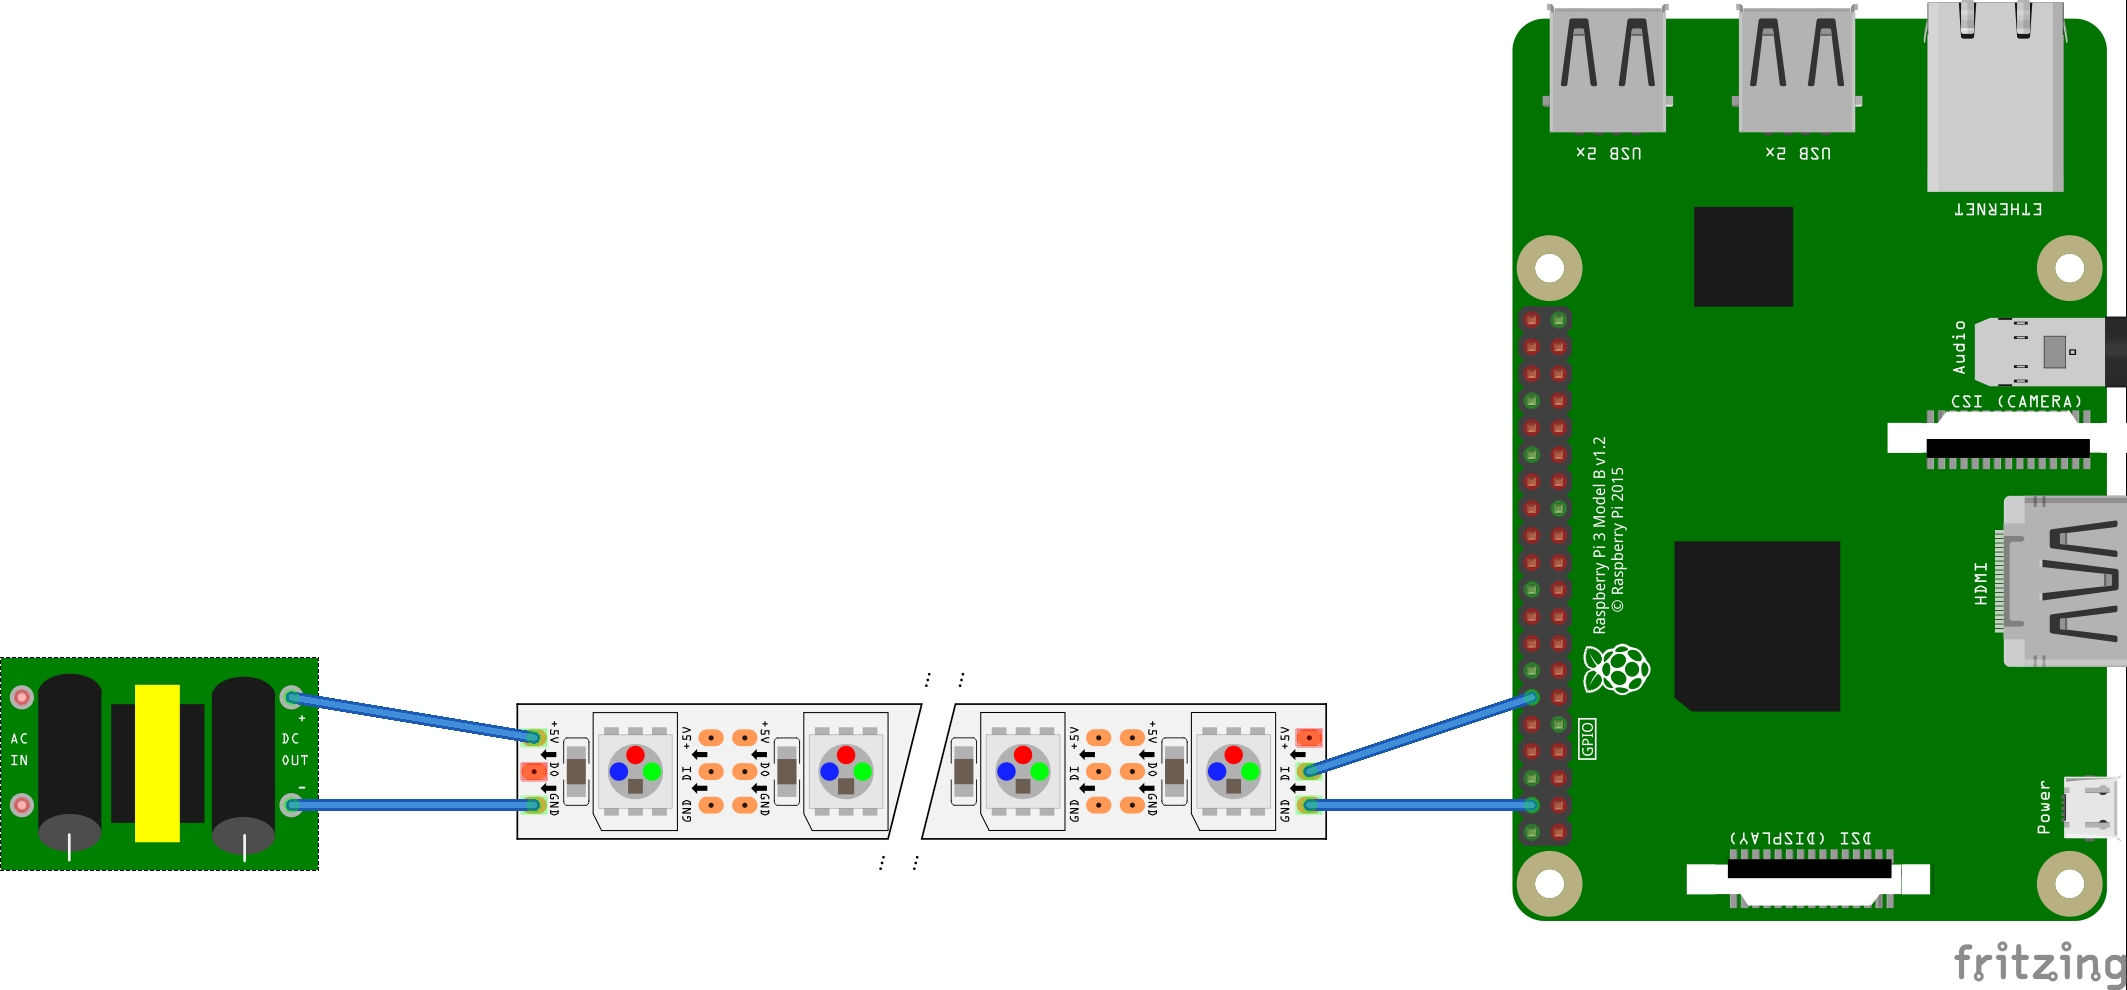 USB 2x
USB 2x
ETHERNET
Audio
CSI (CAMERA)
Raspberry Pi 3 Model B v1.2
© Raspberry Pi 2015
HDMI
GPIO
Power
DSI (DISPLAY)
AC
IN
+
DC
OUT
-
+5V
DO
GND
+5V
DI
GND
+5V
DO
GND
+5V
DI
GND
+5V
DO
GND
+5V
DI
GND
fritzing